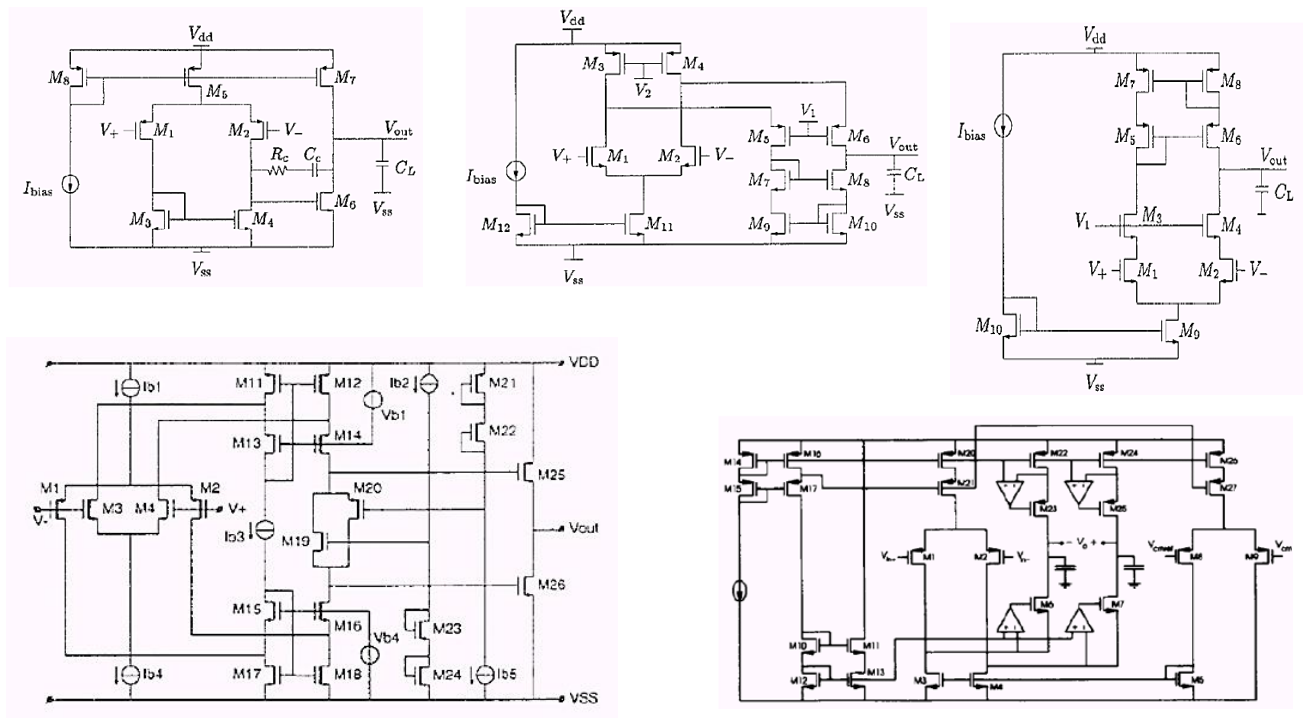 Vdd
M8
M5
M7
V+
M1
M2
V−
Vout
Rc
Cc
CL
Ibias
Vss
M3
M4
M6
Vss
Vdd
M3
M4
V2
V1
M5
M6
Vout
V+
M1
M2
V−
CL
Ibias
M7
M8
Vss
M12
M11
M9
M10
Vss
Vdd
M7
M8
Ibias
M5
M6
Vout
CL
V1
M3
M4
V+
M1
M2
V−
M10
M9
Vss
VDD
Ib1
M11
M12
Ib2
M21
Vb1
M13
M14
M22
M25
M1
M2
M20
V-
M3
M4
V+
Ib3
Vout
M19
M26
M15
M16
Vb4
M23
Ib4
M17
M18
M24
Ib5
VSS
M14
M16
M20
M22
M24
M26
M15
M17
M21
M23
M25
M27
- Vo +
M1
M2
Vcmref
M8
M9
Vcm
M6
M7
M10
M11
M12
M13
M3
M4
M5